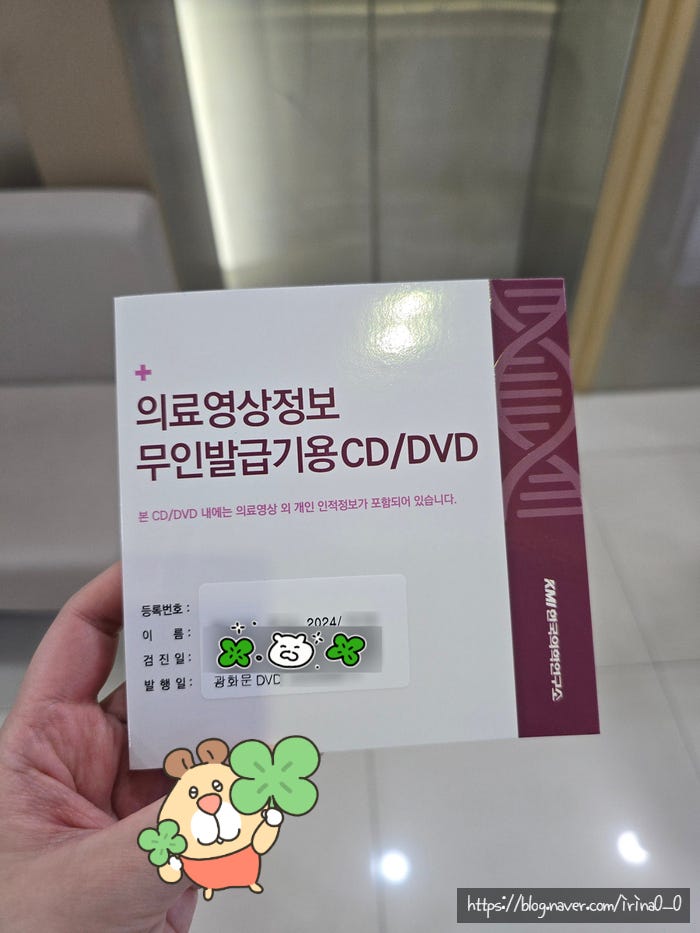 의료영상정보
무인발급기용CD/DVD
본 CD/DVD 내에는 의료영상 외 개인 인적정보가 포함되어 있습니다.
등록번호 :
이 름 :
2024/
검 진 일 :
발 행 일 :
광화문 DVD
KMI 한국의학연구소
https://blog.naver.com/irina0_0